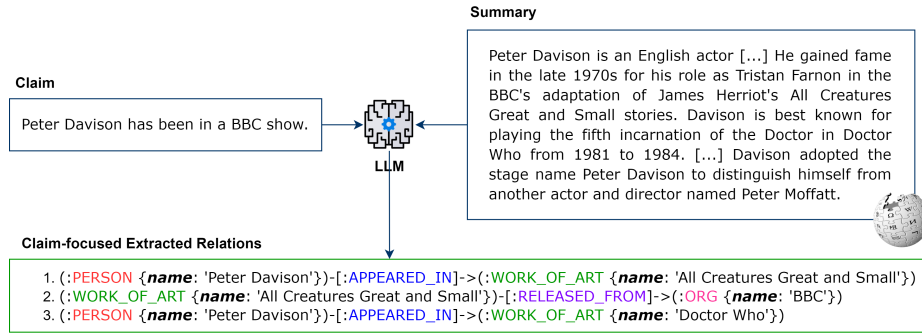 Summary
Peter Davison is an English actor [...] He gained fame
in the late 1970s for his role as Tristan Farnon in the
BBC's adaptation of James Herriot's All Creatures
Great and Small stories. Davison is best known for
playing the fifth incarnation of the Doctor in Doctor
Who from 1981 to 1984. [...] Davison adopted the
stage name Peter Davison to distinguish himself from
another actor and director named Peter Moffatt.
Claim
Peter Davison has been in a BBC show.
LLM
Claim-focused Extracted Relations
1. (:PERSON {name: 'Peter Davison'})-[:APPEARED_IN]->(:WORK_OF_ART {name: 'All Creatures Great and Small'})
2. (:WORK_OF_ART {name: 'All Creatures Great and Small'})-[:RELEASED_FROM]->(:ORG {name: 'BBC'})
3. (:PERSON {name: 'Peter Davison'})-[:APPEARED_IN]->(:WORK_OF_ART {name: 'Doctor Who'})